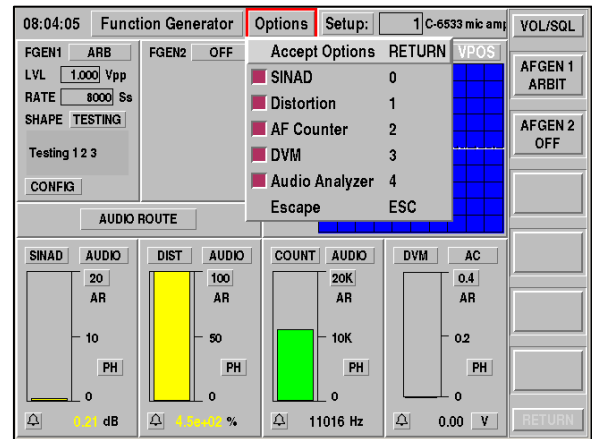 08:04:05 Function Generator Options Setup: 1 C-6533 mic amp
VOL/SQL
FGEN1 ARB
LVL 1.000 Vpp
RATE 8000 Ss
SHAPE TESTING
Testing 1 2 3
CONFIG
FGEN2 OFF
Accept Options RETURN
SINAD 0
Distortion 1
AF Counter 2
DVM 3
Audio Analyzer 4
Escape ESC
VPOS
AFGEN 1
ARBIT
AFGEN 2
OFF
AUDIO ROUTE
SINAD AUDIO
20
AR
10
PH
0
0.21 dB
DIST AUDIO
100
AR
50
PH
0
4.5e+02 %
COUNT AUDIO
20K
AR
10K
PH
0
11016 Hz
DVM AC
0.4
AR
0.2
PH
0
0.00 V
RETURN